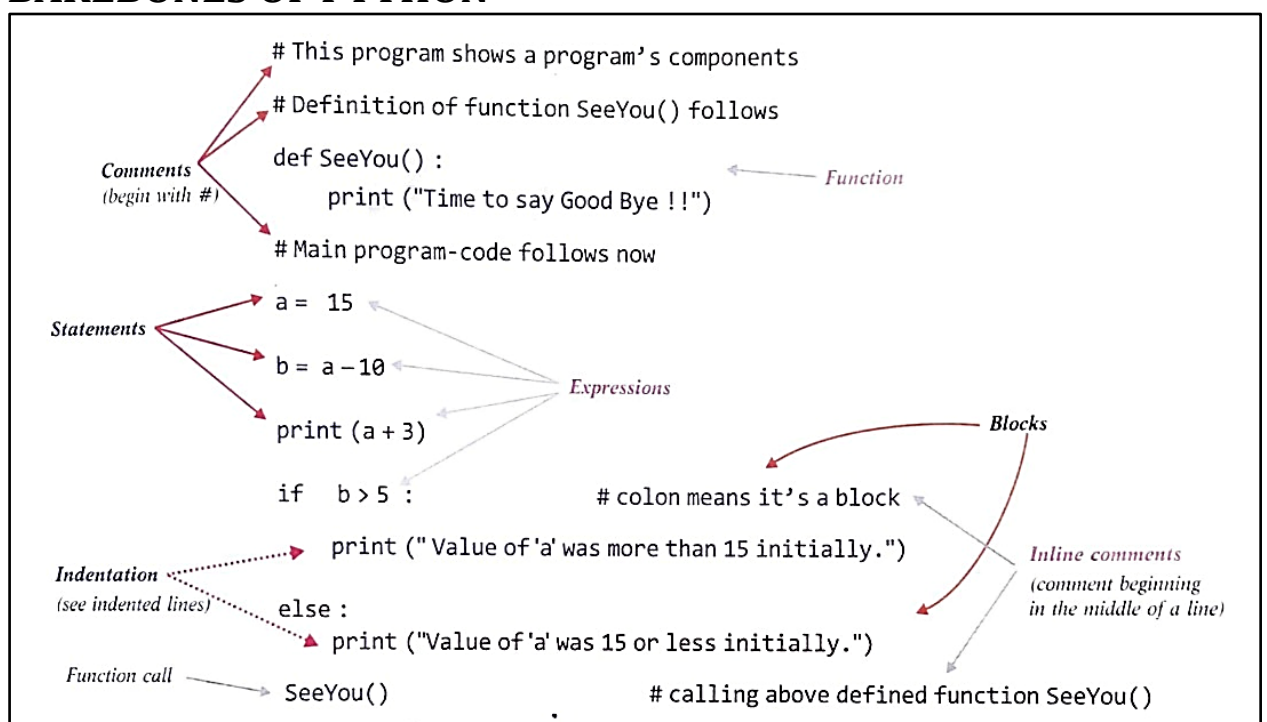 BAREBONES OF PYTHON
# This program shows a program's components
# Definition of function SeeYou() follows
def SeeYou() :
Comments
(begin with #)
Function
print ("Time to say Good Bye !!")
# Main program-code follows now
a = 15
Statements
b = a – 10
Expressions
print (a + 3)
Blocks
if b > 5 : # colon means it's a block
print (" Value of 'a' was more than 15 initially.")
Inline comments
(comment beginning
in the middle of a line)
Indentation
(see indented lines)
else :
print ("Value of 'a' was 15 or less initially.")
Function call
SeeYou() # calling above defined function SeeYou()